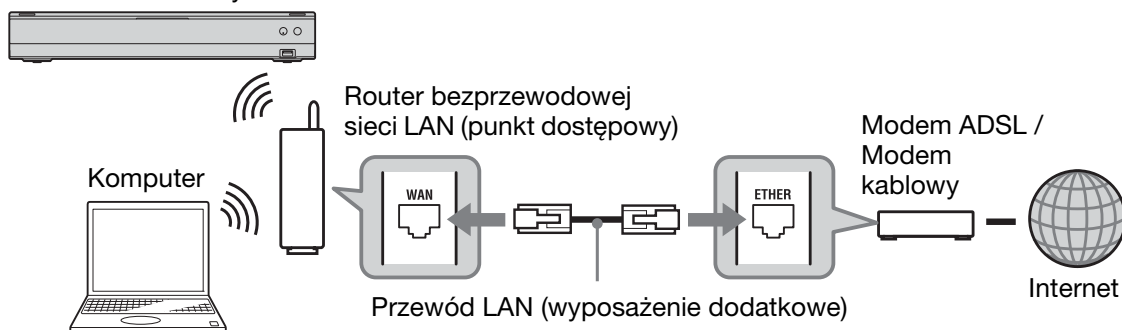 Router bezprzewodowej
sieci LAN (punkt dostępowy)
Modem ADSL /
Modem
kablowy
Komputer
WAN
ETHER
Internet
Przewód LAN (wyposażenie dodatkowe)